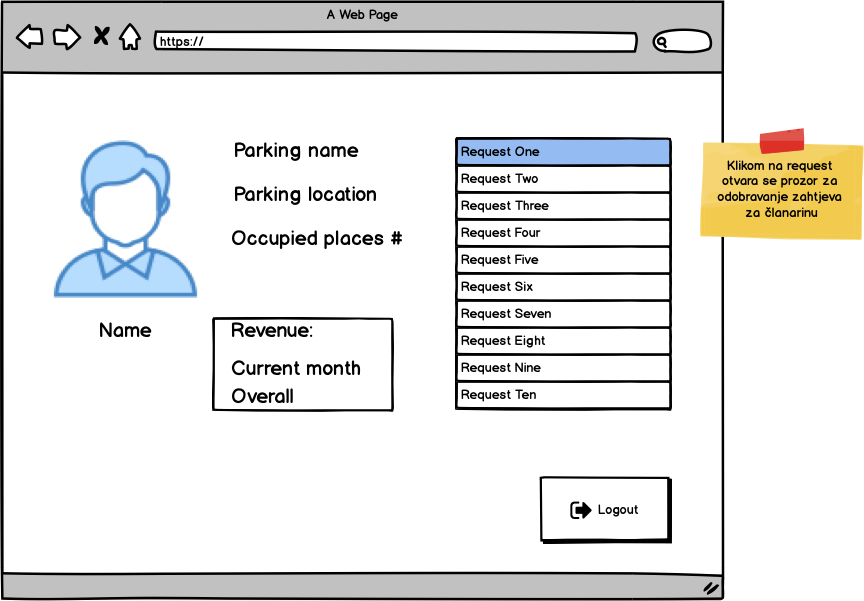 A Web Page
https://
Parking name
Parking location
Occupied places #
Name
Revenue:
Current month
Overall
Request One
Request Two
Request Three
Request Four
Request Five
Request Six
Request Seven
Request Eight
Request Nine
Request Ten
Klikom na request
otvara se prozor za
odobravanje zahtjeva
za članarinu
Logout